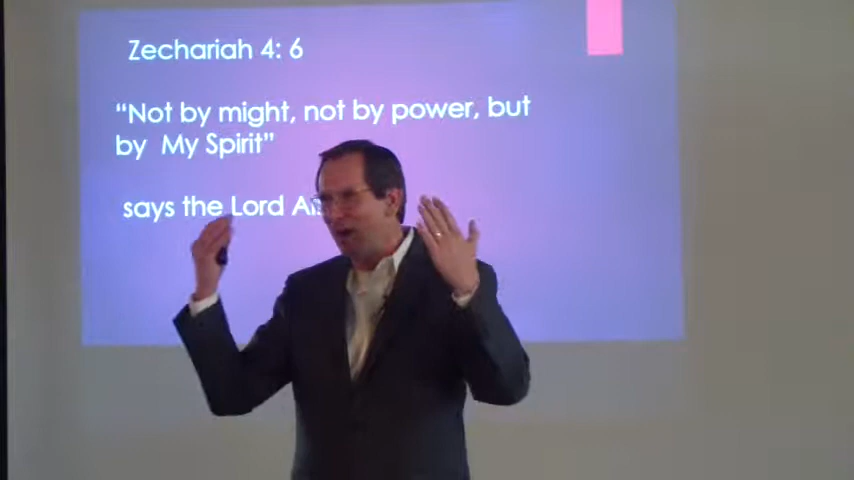 Zechariah 4: 6
“Not by might, not by power, but
by My Spirit”
says the Lord